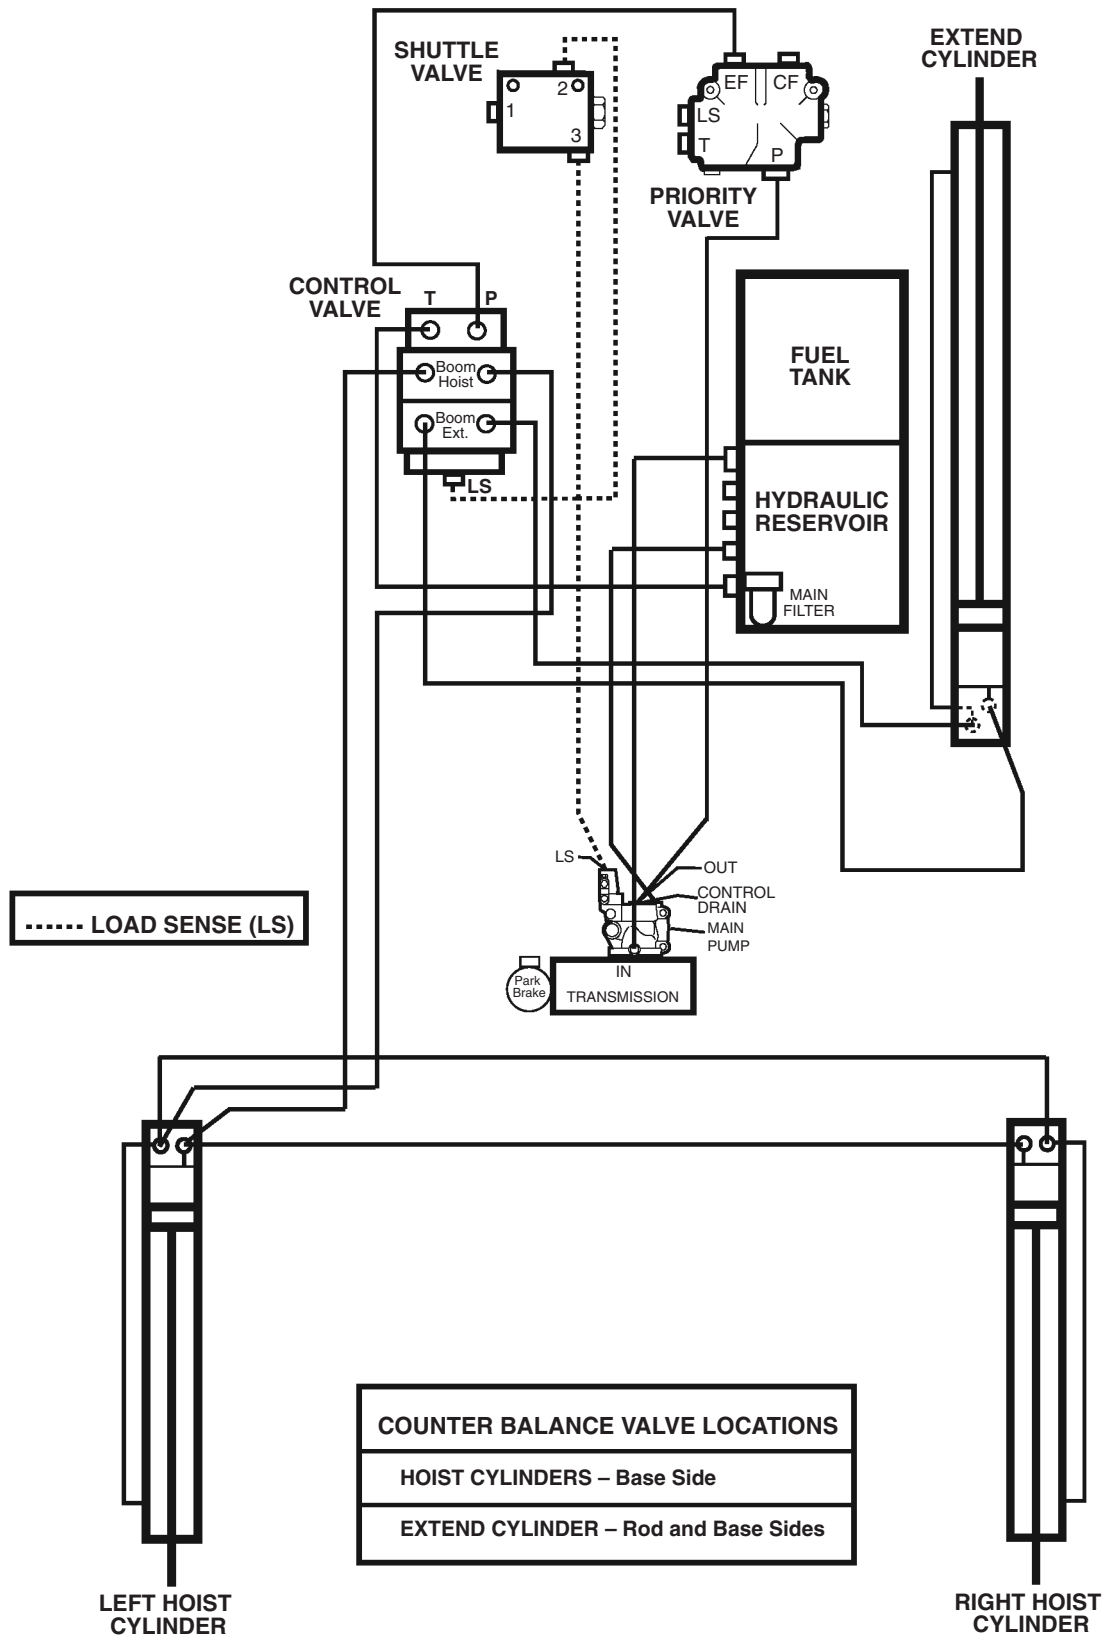 SHUTTLE
VALVE
1
2
3
EF
CF
LS
T
P
PRIORITY
VALVE
EXTEND
CYLINDER
CONTROL
VALVE
T
P
Boom
Hoist
Boom
Ext.
LS
FUEL
TANK
HYDRAULIC
RESERVOIR
MAIN
FILTER
LS
OUT
CONTROL
DRAIN
MAIN
PUMP
IN
TRANSMISSION
Park
Brake
LOAD SENSE (LS)
COUNTER BALANCE VALVE LOCATIONS
HOIST CYLINDERS – Base Side
EXTEND CYLINDER – Rod and Base Sides
LEFT HOIST
CYLINDER
RIGHT HOIST
CYLINDER